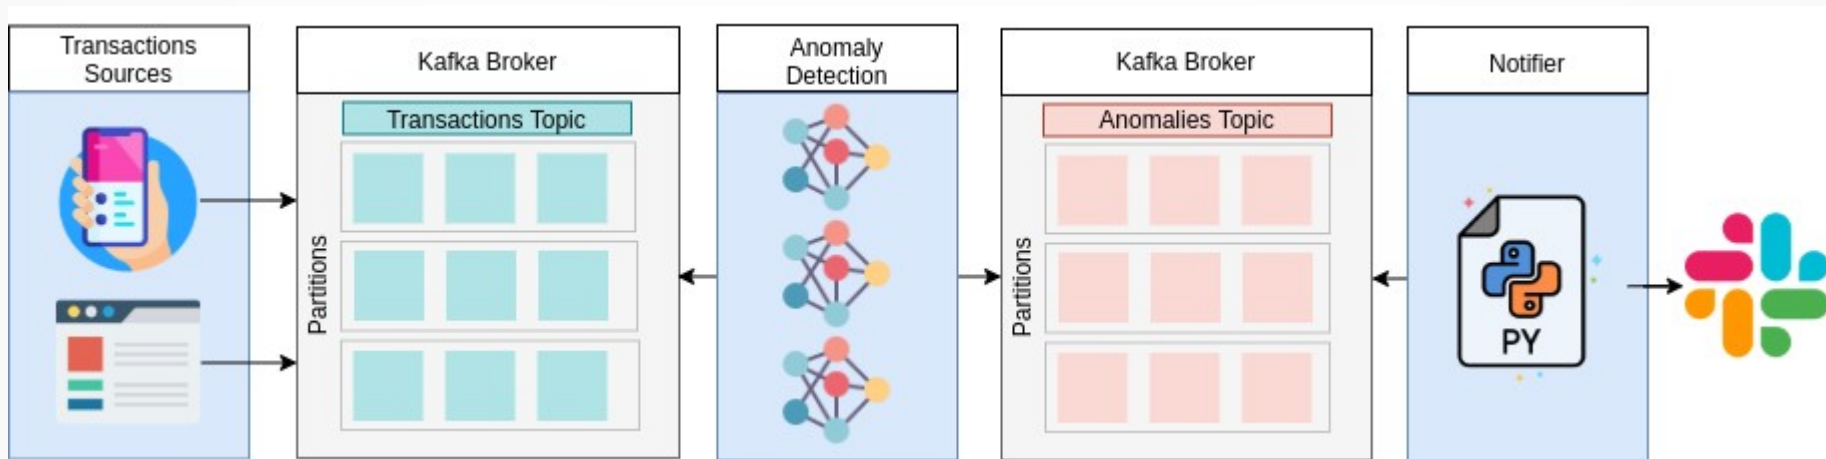 Transactions
Sources
Kafka Broker
Transactions Topic
Partitions
Anomaly
Detection
Kafka Broker
Anomalies Topic
Partitions
Notifier
PY